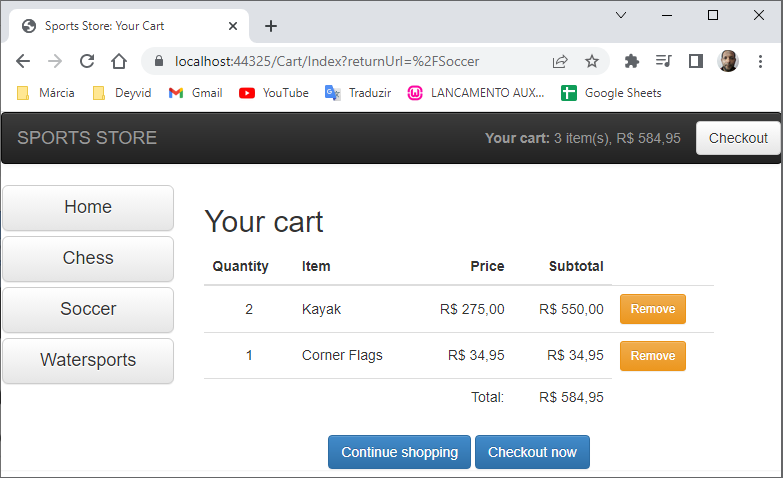 Sports Store: Your Cart
localhost:44325/Cart/Index?returnUrl=%2FSoccer
Márcia Deyvid Gmail YouTube Traduzir LANCAMENTO AUX... Google Sheets
SPORTS STORE Your cart: 3 item(s), R$ 584,95 Checkout
Home
Chess
Soccer
Watersports
Your cart
Quantity Item Price Subtotal
2 Kayak R$ 275,00 R$ 550,00 Remove
1 Corner Flags R$ 34,95 R$ 34,95 Remove
Total: R$ 584,95
Continue shopping Checkout now